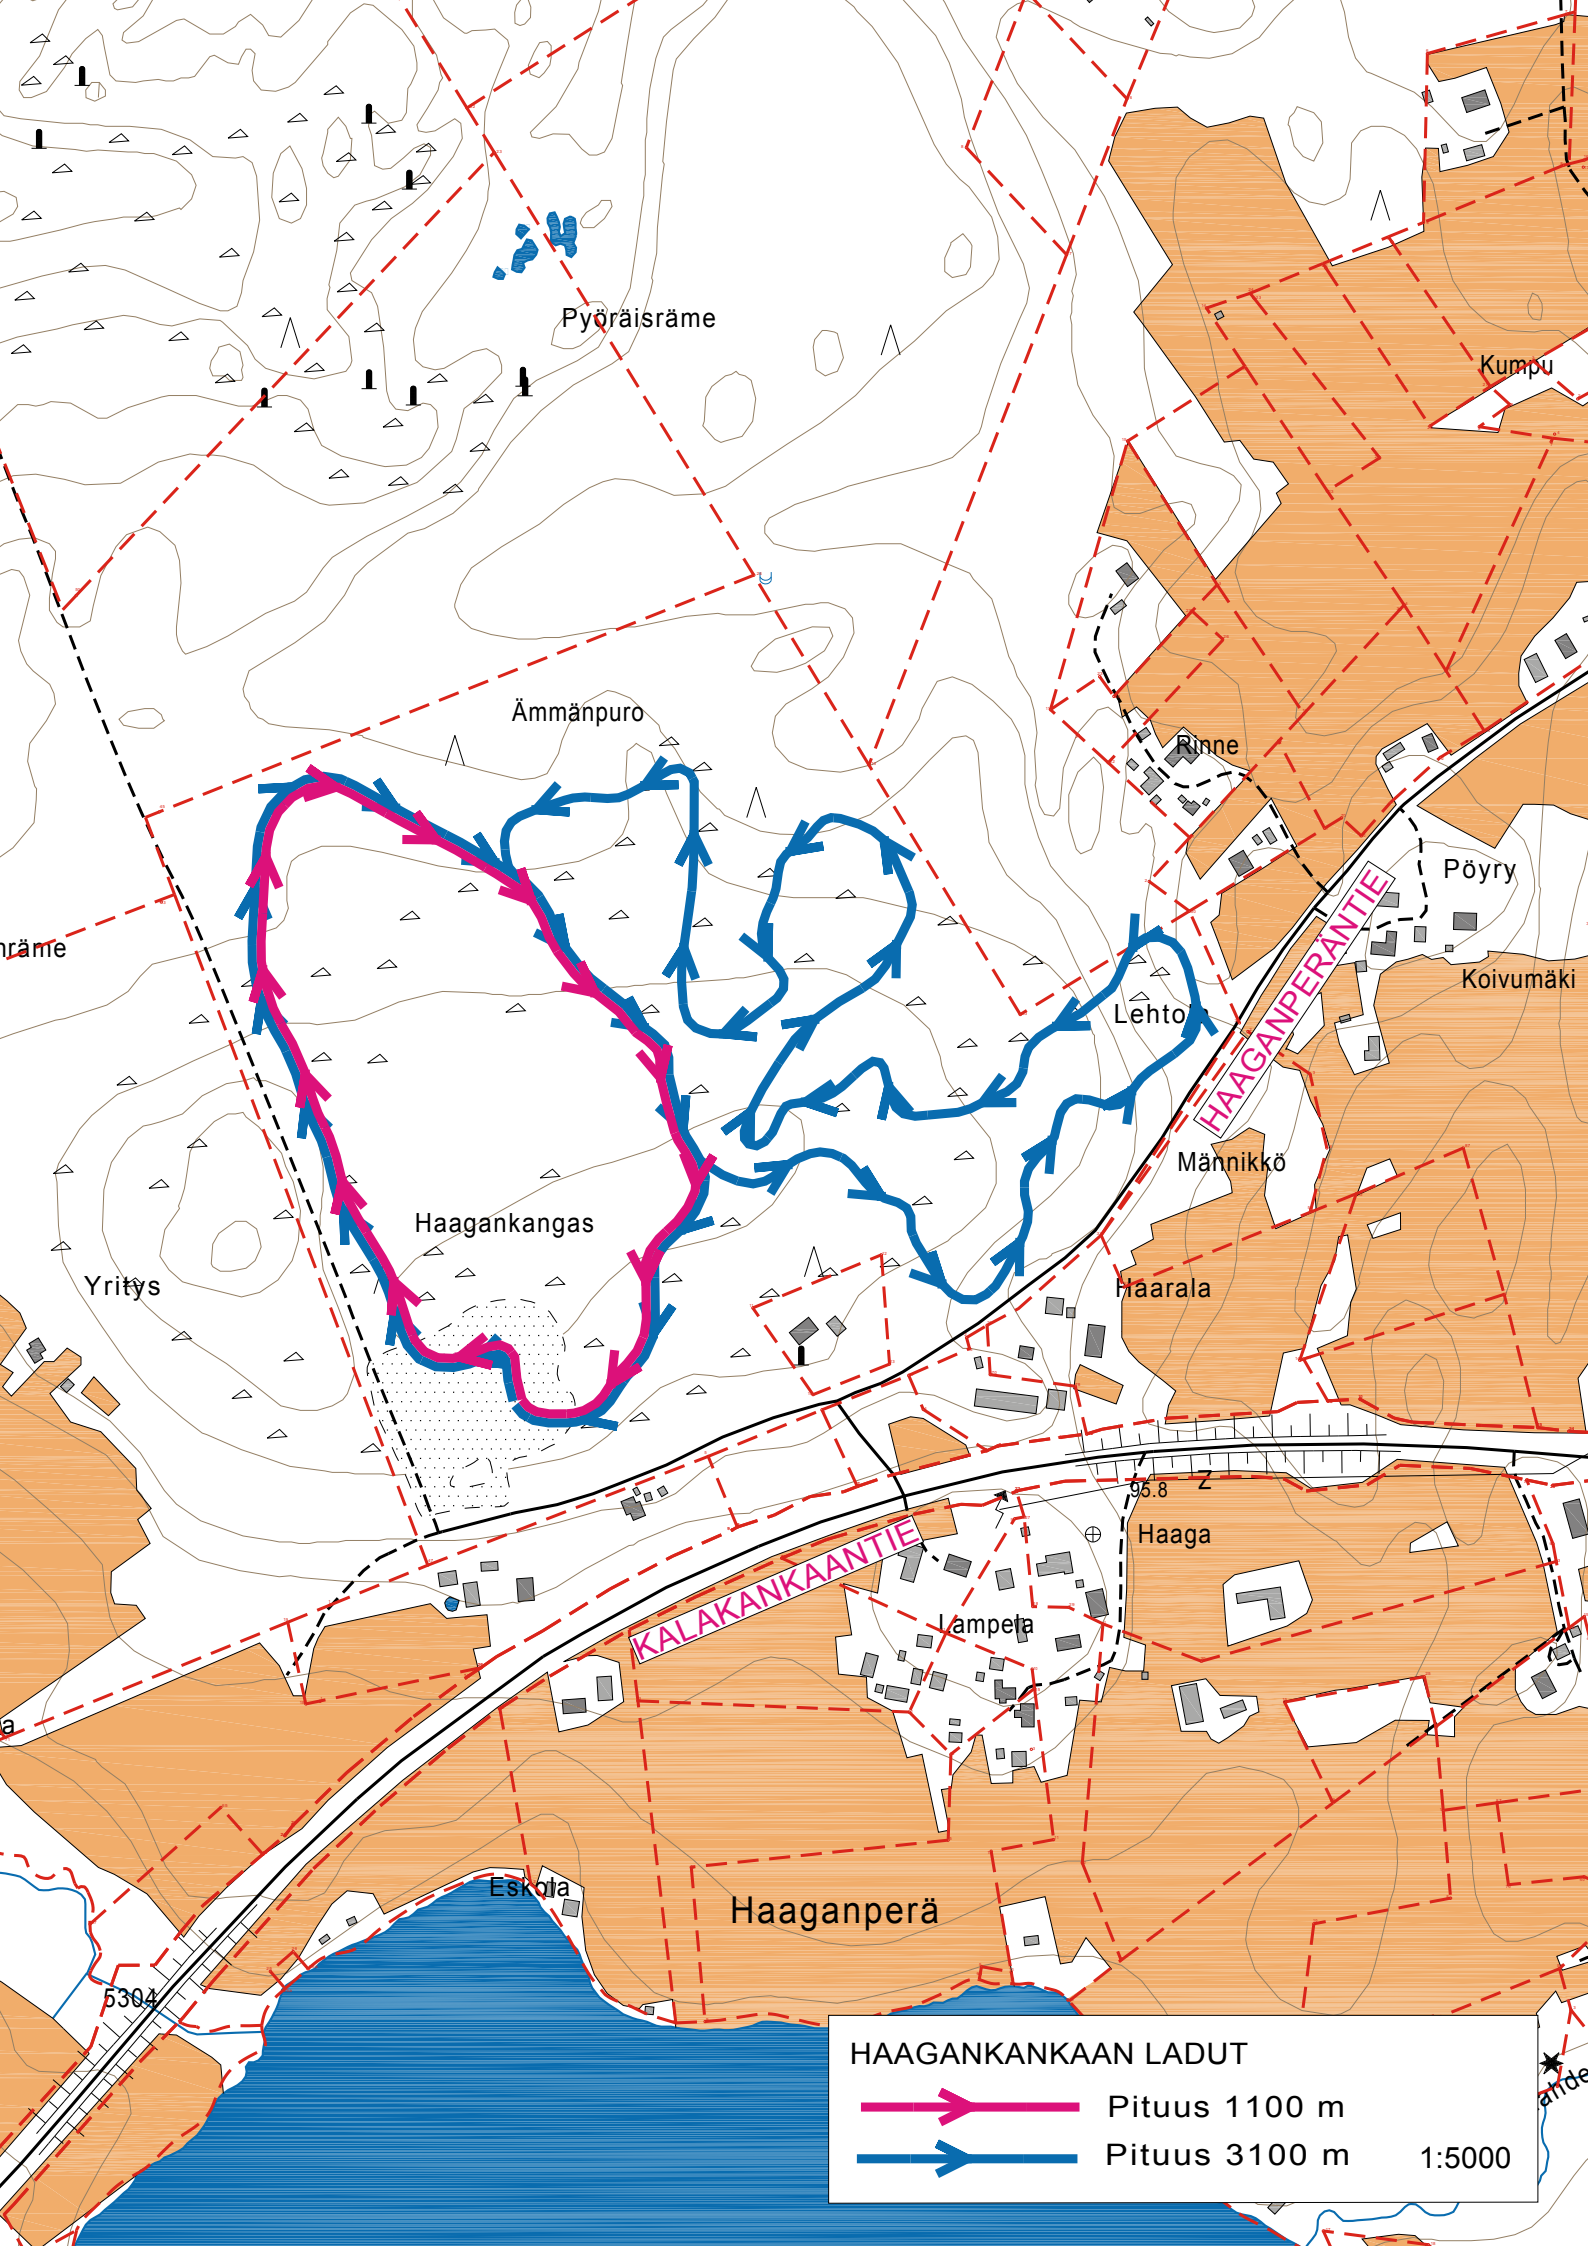 Pyöräisräme
Kumpu
Ämmänpuro
Rinne
Pöyry
räme
Koivumäki
HAAGANPERÄNTIE
Männikkö
Haagankangas
Yritys
Haarala
95.8
Z
Haaga
KALAKANKAANTIE
Lampela
a
Eskola
Haaganperä
5304
HAAGANKANKAAN LADUT
Pituus 1100 m
Pituus 3100 m 1:5000